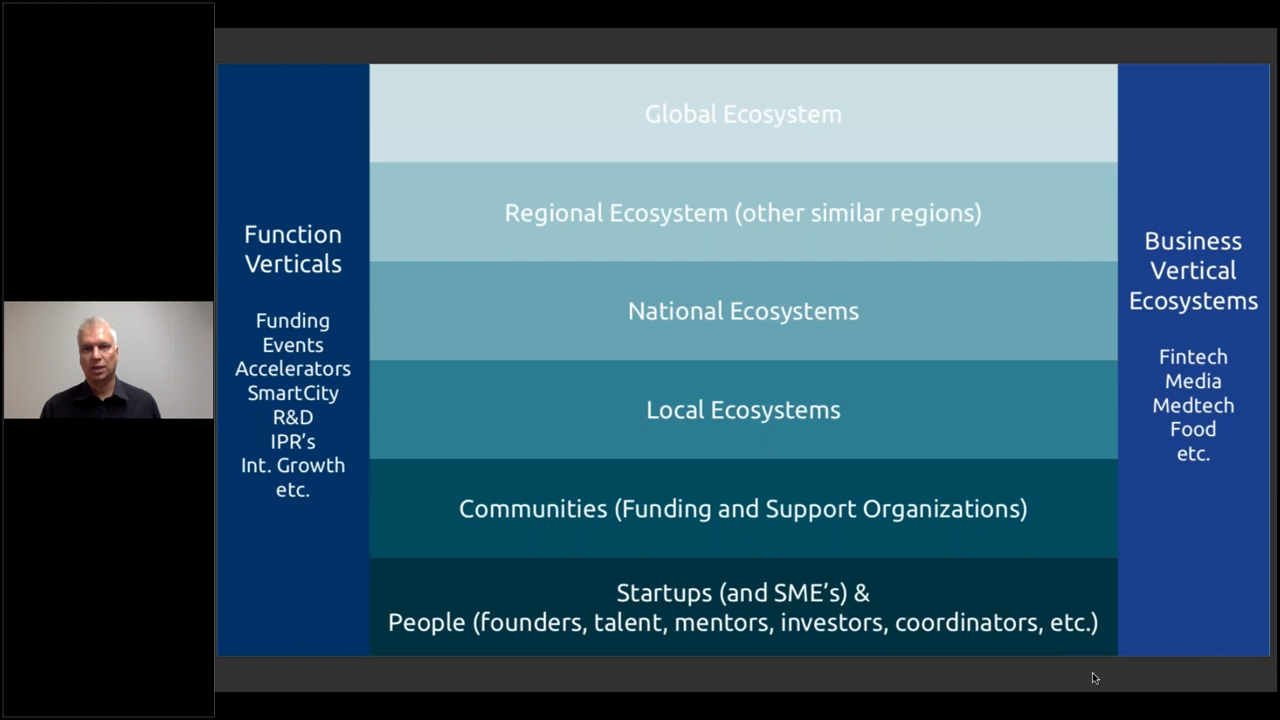 Function
Verticals
Funding
Events
Accelerators
SmartCity
R&D
IPR’s
Int. Growth
etc.
Global Ecosystem
Regional Ecosystem (other similar regions)
National Ecosystems
Local Ecosystems
Communities (Funding and Support Organizations)
Startups (and SME’s) &
People (founders, talent, mentors, investors, coordinators, etc.)
Business
Vertical
Ecosystems
Fintech
Media
Medtech
Food
etc.